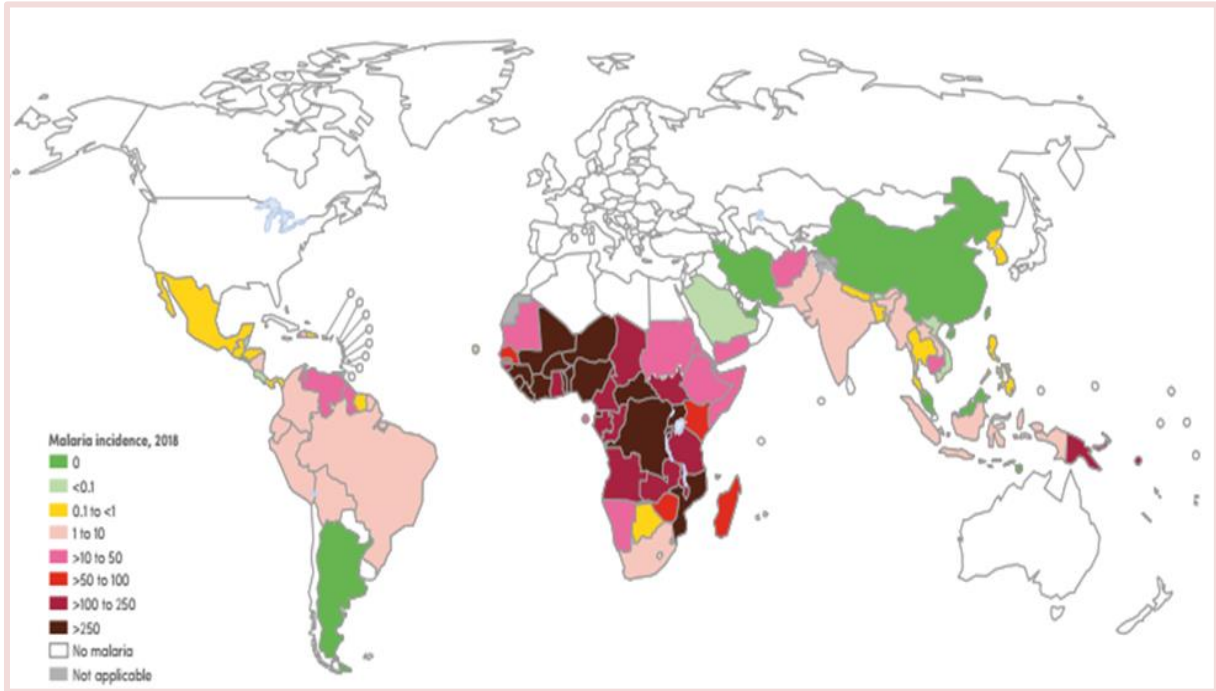 Malaria incidence, 2018
0
<0.1
0.1 to <1
1 to 10
>10 to 50
>50 to 100
>100 to 250
>250
No malaria
Not applicable